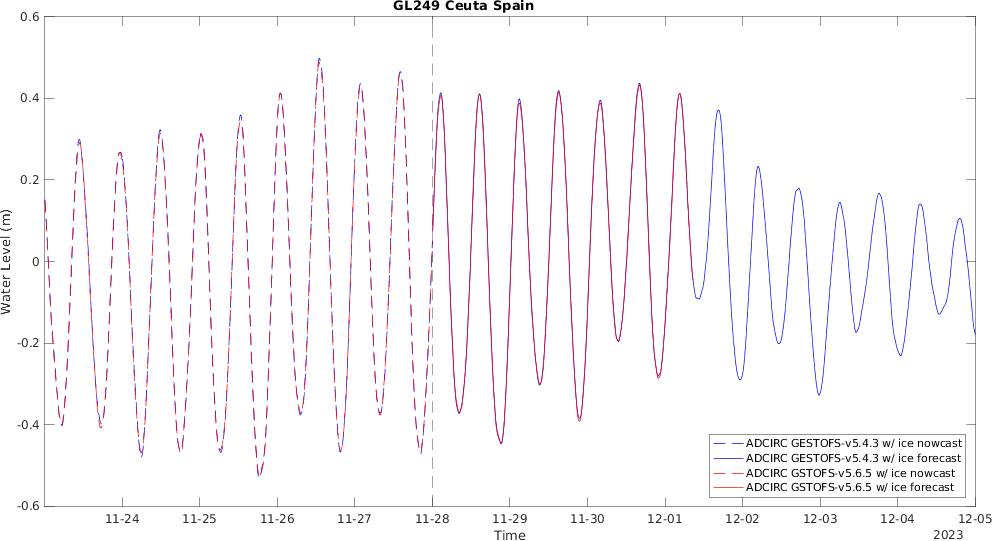 GL249 Ceuta Spain
Water Level (m)
0.6
0.4
0.2
0
-0.2
-0.4
-0.6
11-24 11-25 11-26 11-27 11-28 11-29 11-30 12-01 12-02 12-03 12-04 12-05
Time
2023
ADCIRC GESTOFS-v5.4.3 w/ ice nowcast
ADCIRC GESTOFS-v5.4.3 w/ ice forecast
ADCIRC GSTOFS-v5.6.5 w/ ice nowcast
ADCIRC GSTOFS-v5.6.5 w/ ice forecast